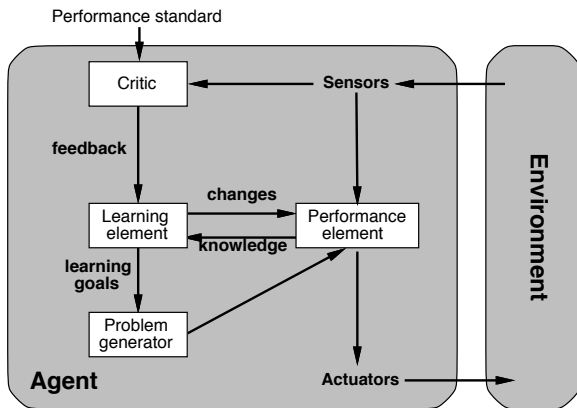 Performance standard
Critic
Sensors
feedback
changes
Learning
element
Performance
element
knowledge
learning
goals
Problem
generator
Agent
Actuators
Environment